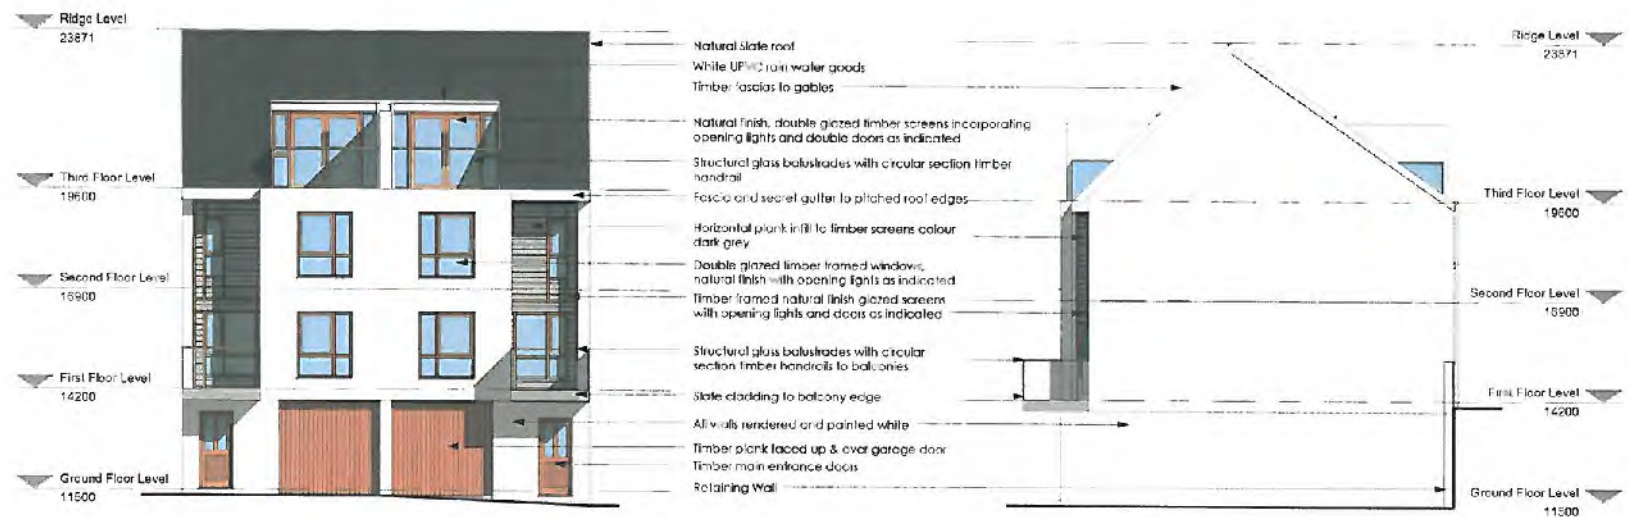 Ridge Level
23871
Third Floor Level
19600
Second Floor Level
16900
First Floor Level
14200
Ground Floor Level
11500
Natural Slate roof
White UPVC rain water goods
Timber fascias to gables
Natural finish, double glazed timber screens incorporating
opening lights and double doors as indicated
Structural glass balustrades with circular section timber
handrail
Fascia and secret gutter to pitched roof edges
Horizontal plank infill to timber screens colour
dark grey
Double glazed timber framed windows,
natural finish with opening lights as indicated
Timber framed natural finish glazed screens
with opening lights and doors as indicated
Structural glass balustrades with circular
section timber handrails to balconies
Slate cladding to balcony edge
All walls rendered and painted white
Timber plank faced up & over garage door
Timber main entrance doors
Retaining Wall
Ridge Level
23871
Third Floor Level
19600
Second Floor Level
16900
First Floor Level
14200
Ground Floor Level
11500